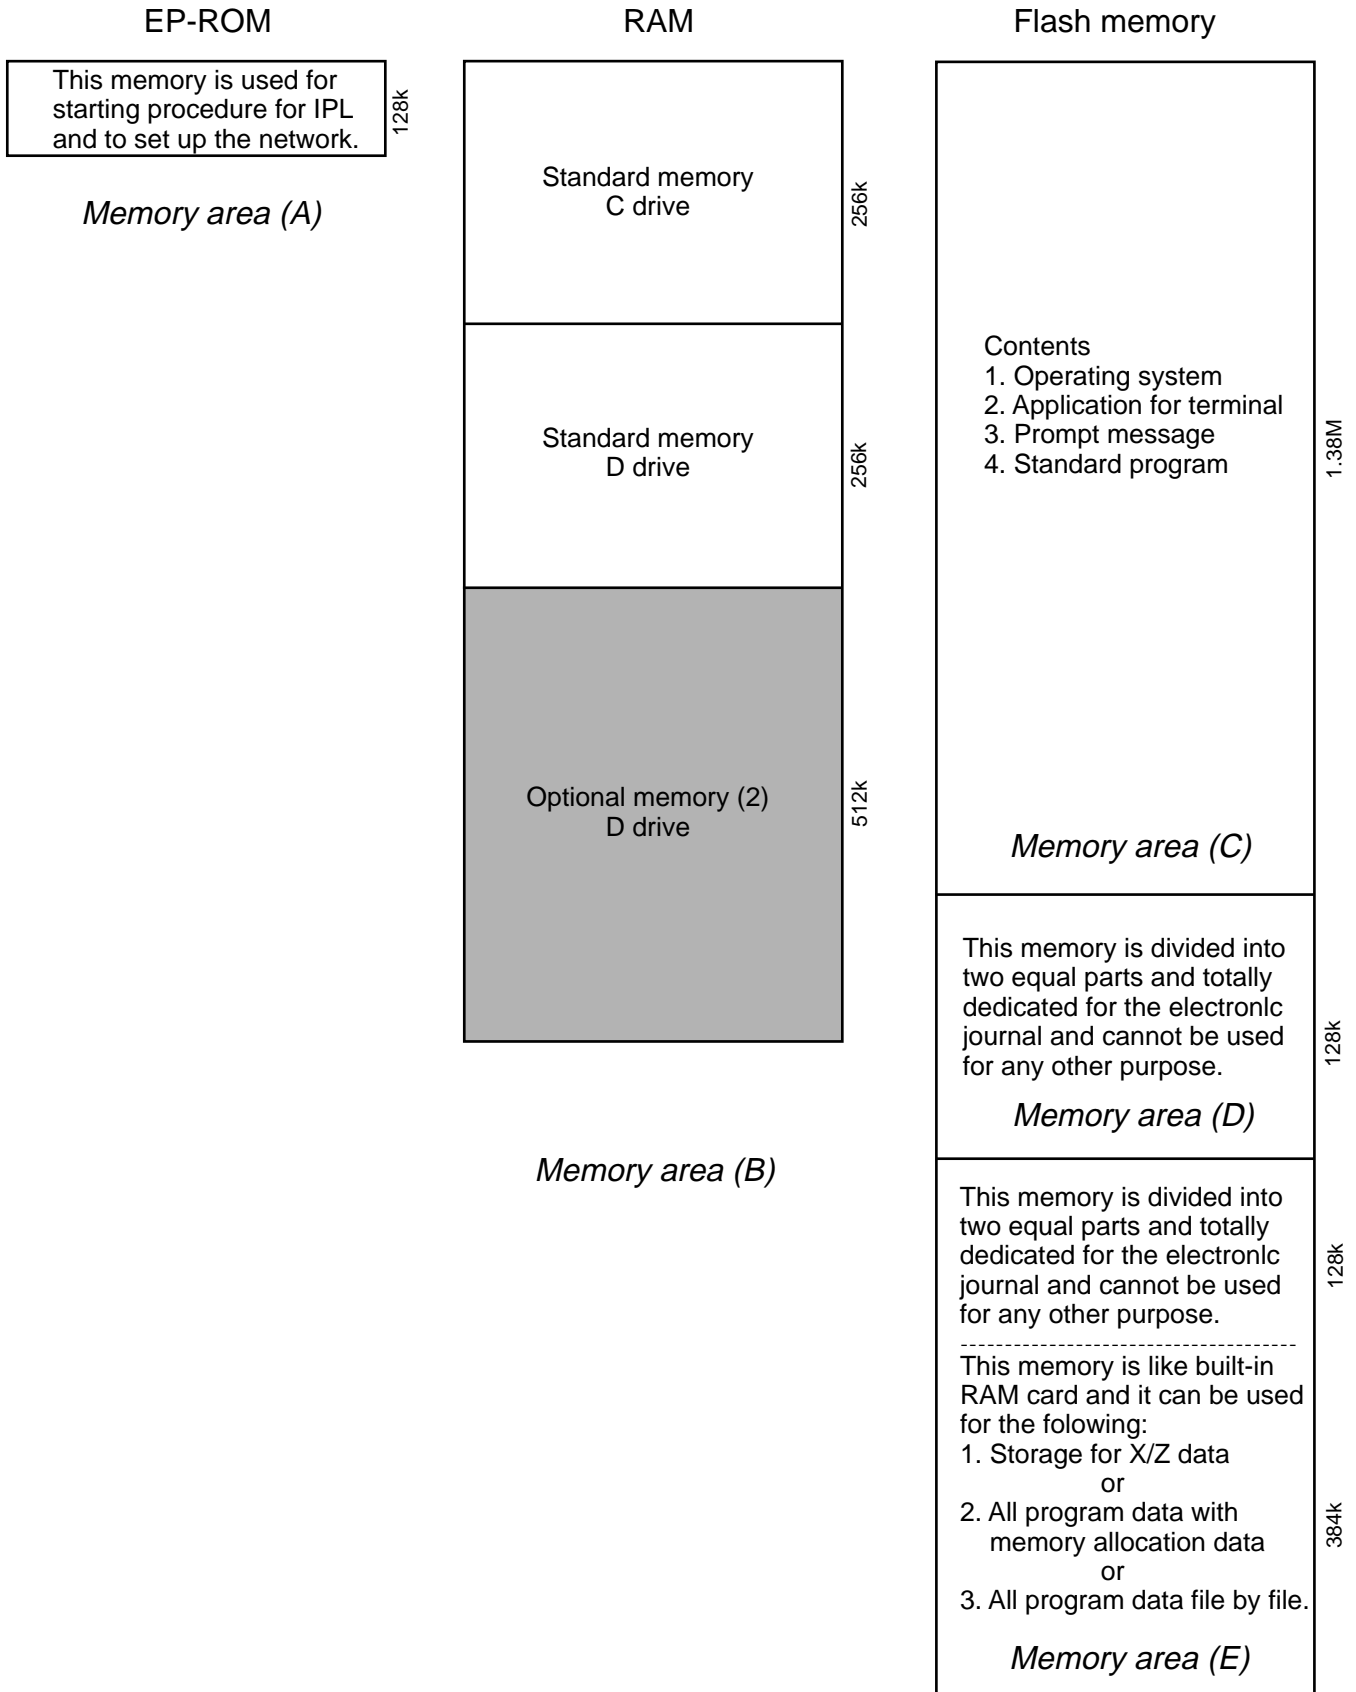 EP-ROM
This memory is used for
starting procedure for IPL
and to set up the network.
128k
Memory area (A)
RAM
Standard memory
C drive
256k
Standard memory
D drive
256k
Optional memory (2)
D drive
512k
Memory area (B)
Flash memory
Contents
1. Operating system
2. Application for terminal
3. Prompt message
4. Standard program
1.38M
Memory area (C)
This memory is divided into
two equal parts and totally
dedicated for the electronlc
journal and cannot be used
for any other purpose.
128k
Memory area (D)
This memory is divided into
two equal parts and totally
dedicated for the electronlc
journal and cannot be used
for any other purpose.
128k
This memory is like built-in
RAM card and it can be used
for the folowing:
1. Storage for X/Z data
or
2. All program data with
memory allocation data
or
3. All program data file by file.
384k
Memory area (E)